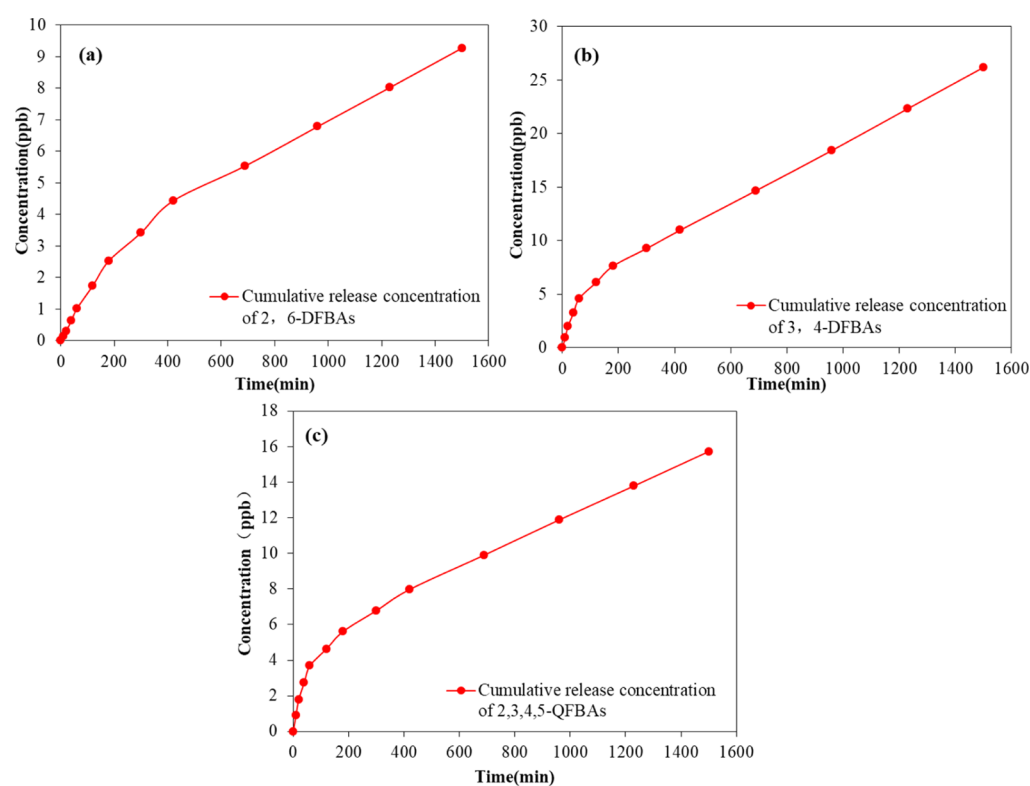 (a)
Concentration(ppb)
10
9
8
7
6
5
4
3
2
1
0
0 200 400 600 800 1000 1200 1400 1600
Time(min)
Cumulative release concentration
of 2，6-DFBAs
(b)
Concentration(ppb)
30
25
20
15
10
5
0
0 200 400 600 800 1000 1200 1400 1600
Time(min)
Cumulative release concentration
of 3，4-DFBAs
(c)
Concentration（ppb）
18
16
14
12
10
8
6
4
2
0
0 200 400 600 800 1000 1200 1400 1600
Time(min)
Cumulative release concentration
of 2,3,4,5-QFBAs